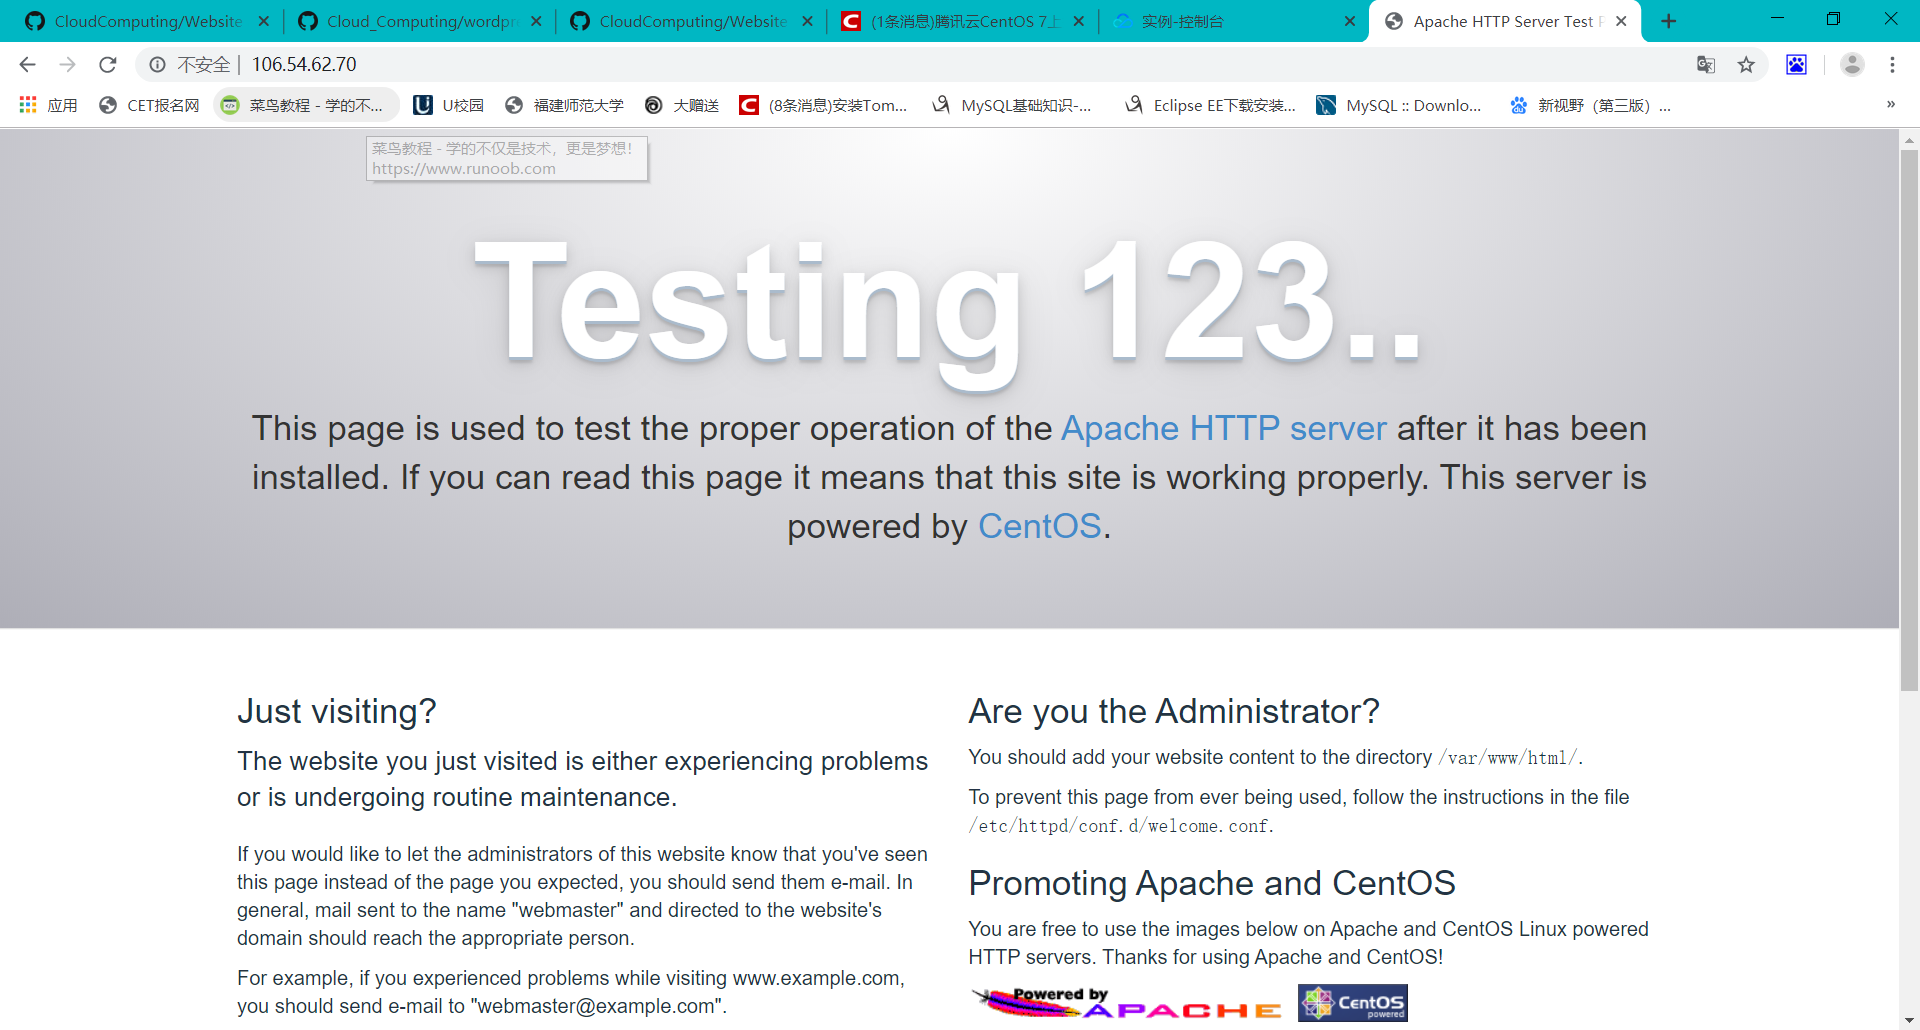 CloudComputing/Website
Cloud_Computing/wordpr
CloudComputing/Website
(1条消息)腾讯云CentOS 7上
实例-控制台
Apache HTTP Server Test P
不安全 | 106.54.62.70
应用
CET报名网
菜鸟教程 - 学的不...
U校园
福建师范大学
大赠送
(8条消息)安装Tom...
MySQL基础知识-...
Eclipse EE下载安装...
MySQL :: Downlo...
新视野（第三版）...
»
菜鸟教程 - 学的不仅是技术，更是梦想！
https://www.runoob.com
Testing 123..
This page is used to test the proper operation of the Apache HTTP server after it has been
installed. If you can read this page it means that this site is working properly. This server is
powered by CentOS.
Just visiting?
The website you just visited is either experiencing problems
or is undergoing routine maintenance.
If you would like to let the administrators of this website know that you've seen
this page instead of the page you expected, you should send them e-mail. In
general, mail sent to the name "webmaster" and directed to the website's
domain should reach the appropriate person.
For example, if you experienced problems while visiting www.example.com,
you should send e-mail to "webmaster@example.com".
Are you the Administrator?
You should add your website content to the directory /var/www/html/.
To prevent this page from ever being used, follow the instructions in the file
/etc/httpd/conf.d/welcome.conf.
Promoting Apache and CentOS
You are free to use the images below on Apache and CentOS Linux powered
HTTP servers. Thanks for using Apache and CentOS!
Powered by
APACHE
CentOS
powered